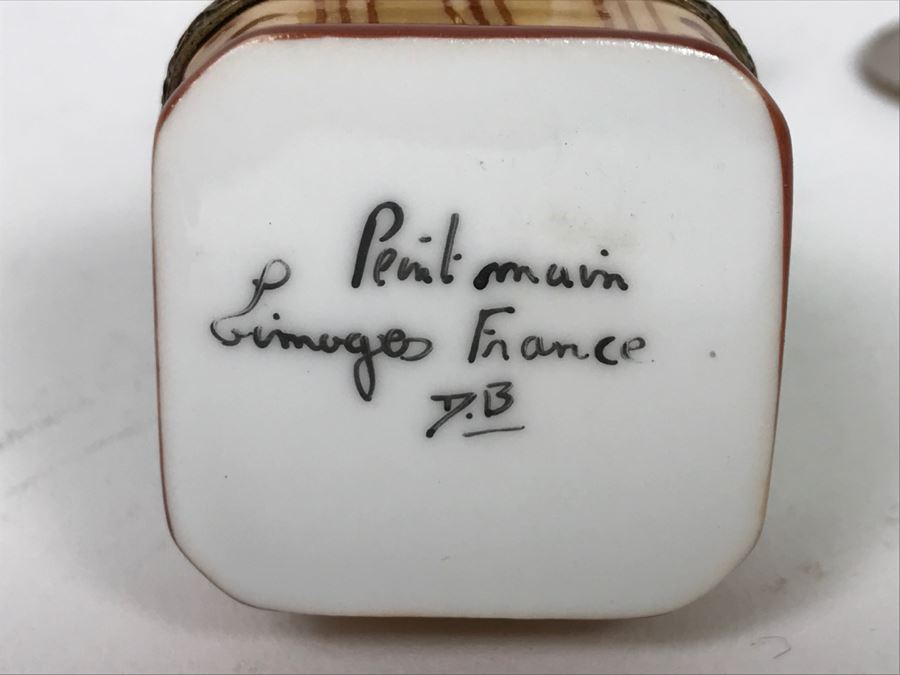 Peint main
Limoges France
D.B